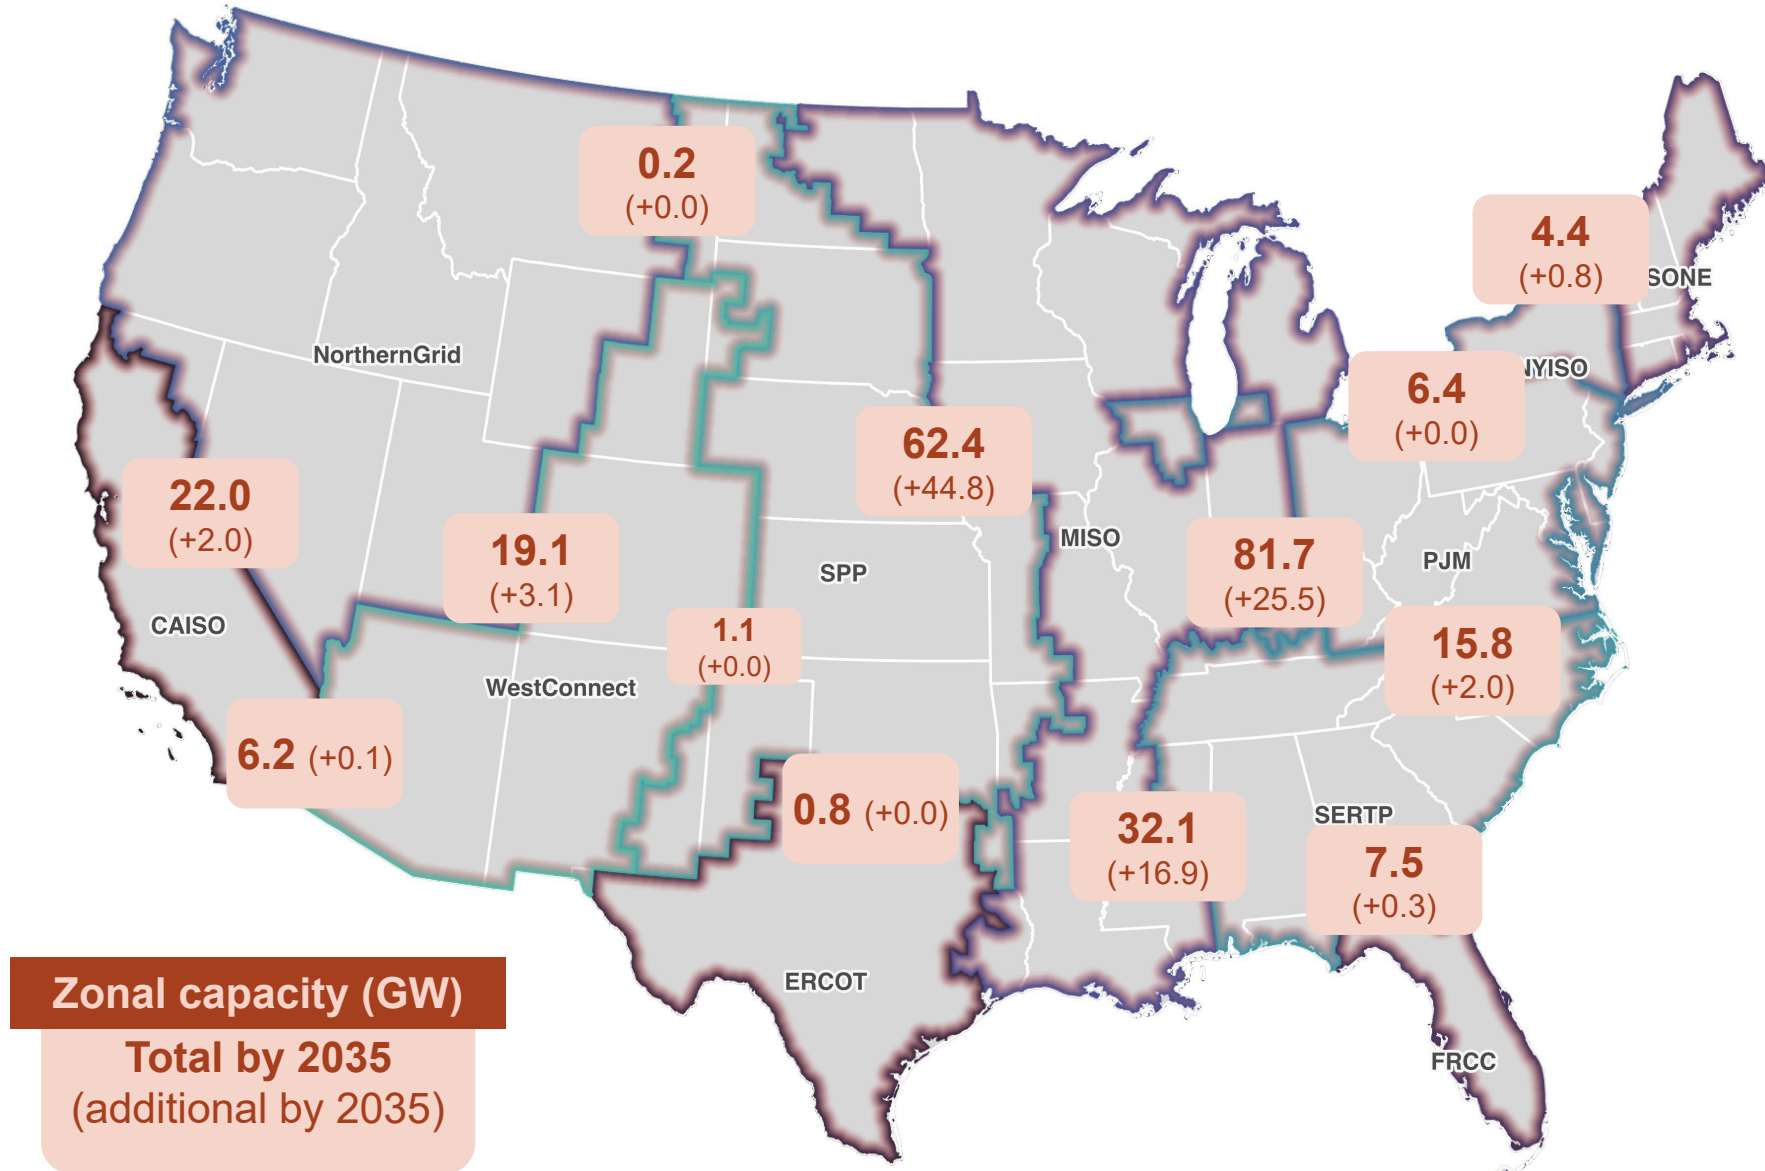 0.2
(+0.0)
4.4
(+0.8)
SONE
NorthernGrid
NYISO
6.4
(+0.0)
62.4
(+44.8)
22.0
(+2.0)
19.1
(+3.1)
MISO
81.7
(+25.5)
PJM
SPP
CAISO
1.1
(+0.0)
15.8
(+2.0)
WestConnect
6.2 (+0.1)
0.8 (+0.0)
32.1
(+16.9)
SERTP
7.5
(+0.3)
ERCOT
FRCC
Zonal capacity (GW)
Total by 2035
(additional by 2035)